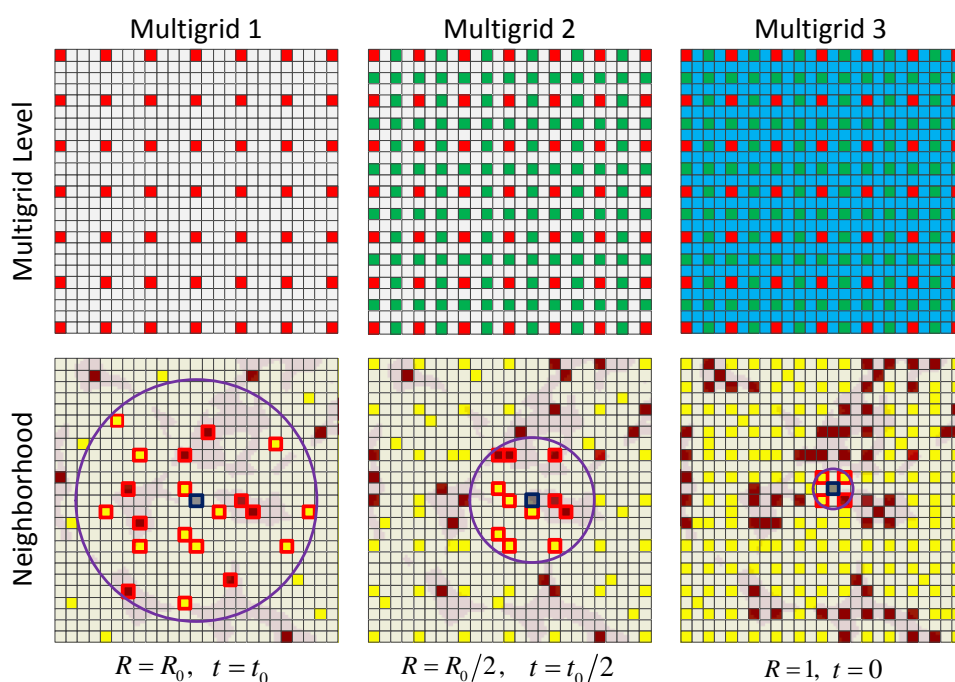 Multigrid 1
Multigrid 2
Multigrid 3
Multigrid Level
Neighborhood
R = R₀, t = t₀
R = R₀/2, t = t₀/2
R = 1, t = 0